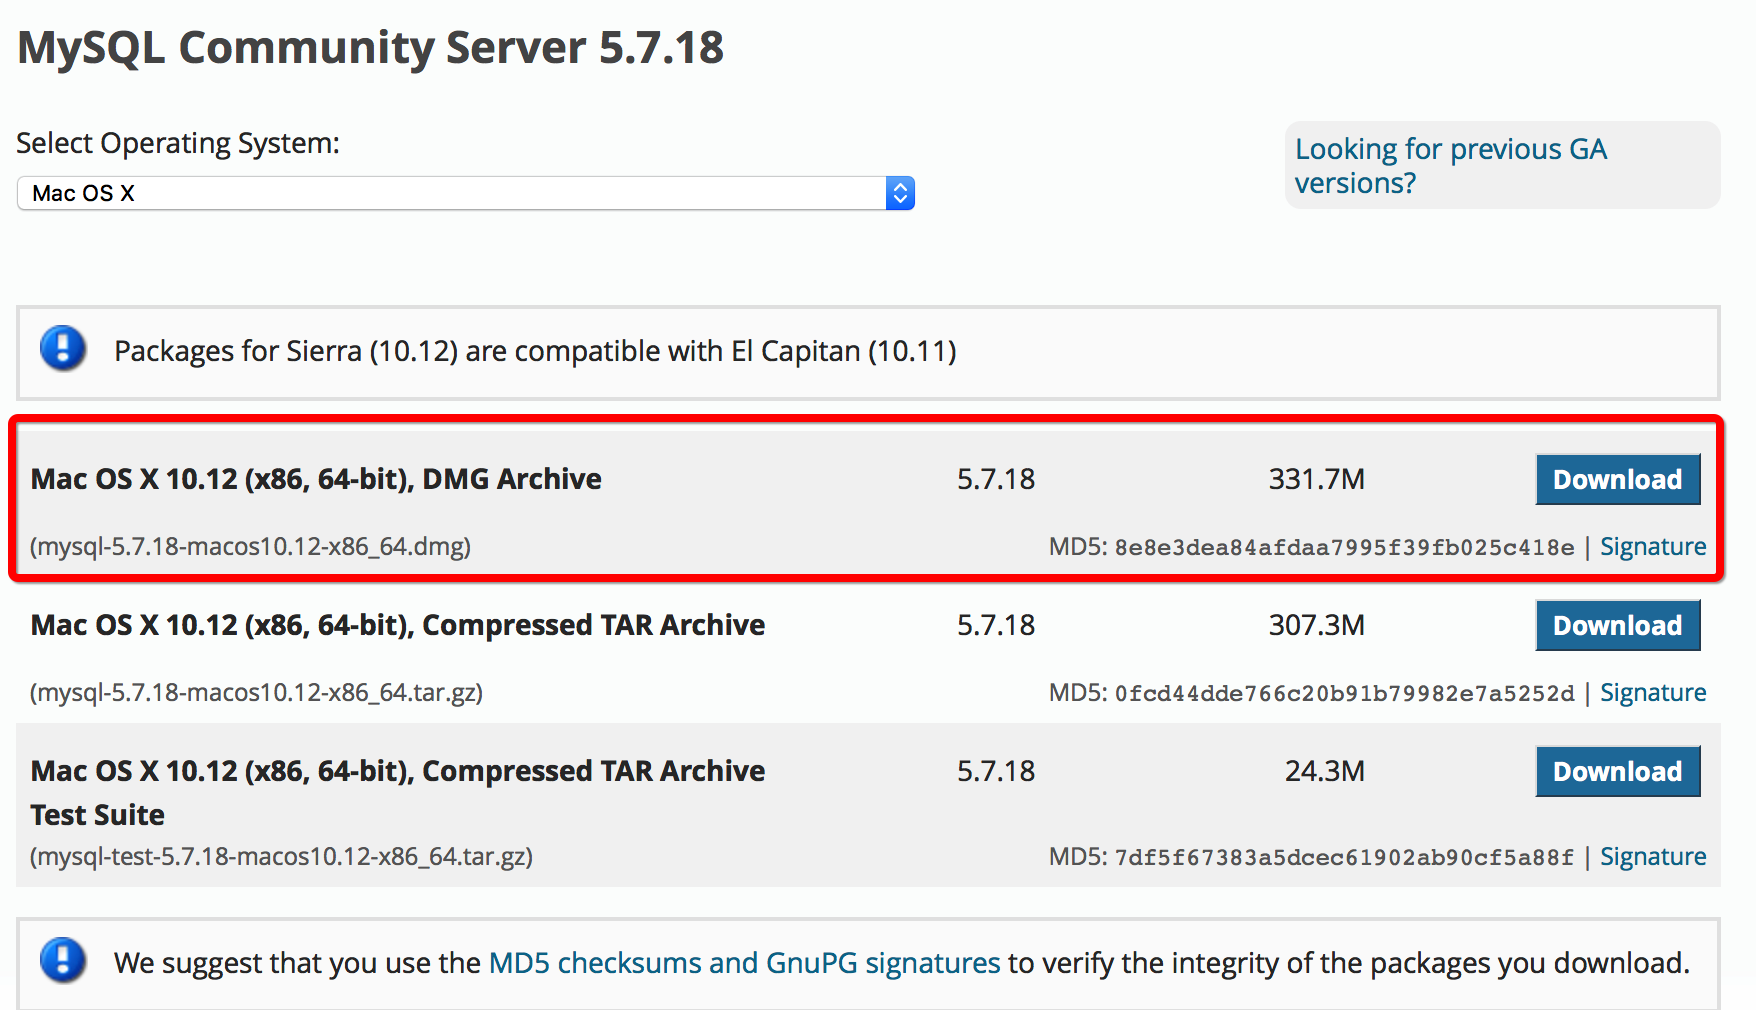 MySQL Community Server 5.7.18
Select Operating System:
Mac OS X
Looking for previous GA
versions?
Packages for Sierra (10.12) are compatible with El Capitan (10.11)
Mac OS X 10.12 (x86, 64-bit), DMG Archive 5.7.18 331.7M Download
(mysql-5.7.18-macos10.12-x86_64.dmg) MD5: 8e8e3dea84afdaa7995f39fb025c418e | Signature
Mac OS X 10.12 (x86, 64-bit), Compressed TAR Archive 5.7.18 307.3M Download
(mysql-5.7.18-macos10.12-x86_64.tar.gz) MD5: 0fcd44dde766c20b91b79982e7a5252d | Signature
Mac OS X 10.12 (x86, 64-bit), Compressed TAR Archive 5.7.18 24.3M Download
Test Suite
(mysql-test-5.7.18-macos10.12-x86_64.tar.gz) MD5: 7df5f67383a5dcec61902ab90cf5a88f | Signature
We suggest that you use the MD5 checksums and GnuPG signatures to verify the integrity of the packages you download.